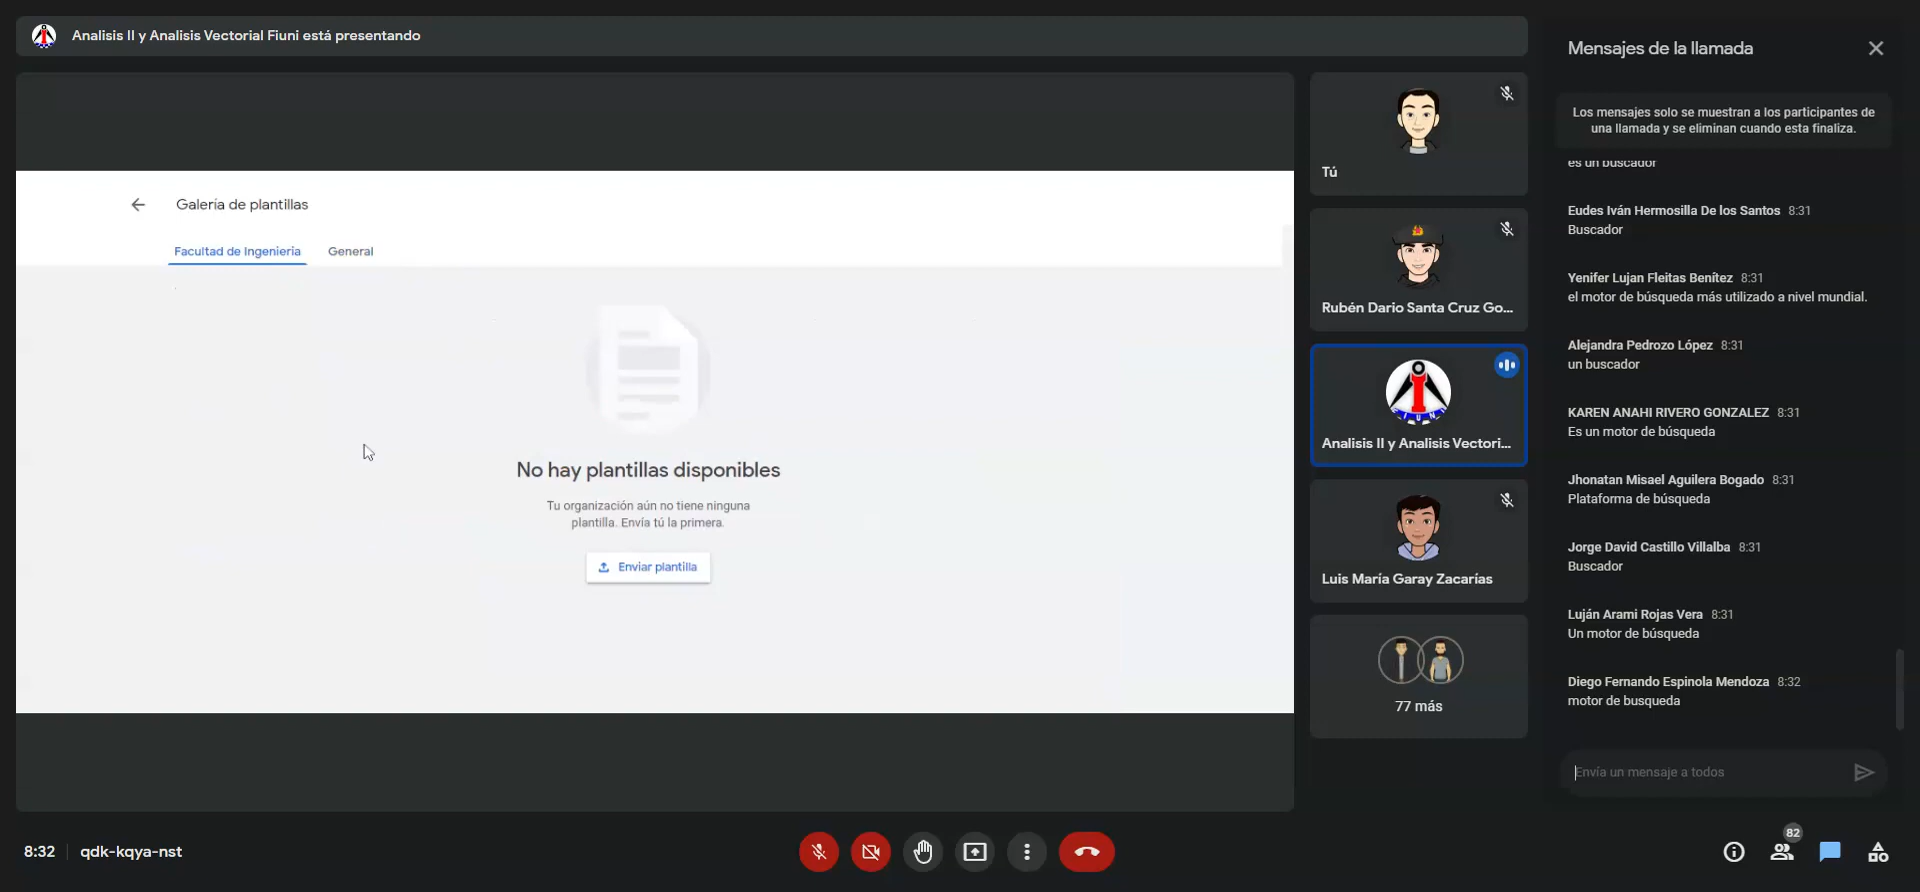 Analisis II y Analisis Vectorial Fiuni está presentando
Galería de plantillas
Facultad de Ingeniería
General
No hay plantillas disponibles
Tu organización aún no tiene ninguna
plantilla. Envía tú la primera.
Enviar plantilla
Tú
Rubén Dario Santa Cruz Go...
FIUNI
Analisis II y Analisis Vectori...
Luis María Garay Zacarías
77 más
Mensajes de la llamada
Los mensajes solo se muestran a los participantes de
una llamada y se eliminan cuando esta finaliza.
es un buscador
Eudes Iván Hermosilla De los Santos 8:31
Buscador
Yenifer Lujan Fleitas Benítez 8:31
el motor de búsqueda más utilizado a nivel mundial.
Alejandra Pedrozo López 8:31
un buscador
KAREN ANAHI RIVERO GONZALEZ 8:31
Es un motor de búsqueda
Jhonatan Misael Aguilera Bogado 8:31
Plataforma de búsqueda
Jorge David Castillo Villalba 8:31
Buscador
Luján Arami Rojas Vera 8:31
Un motor de búsqueda
Diego Fernando Espinola Mendoza 8:32
motor de busqueda
Envía un mensaje a todos
8:32
qdk-kqya-nst
82